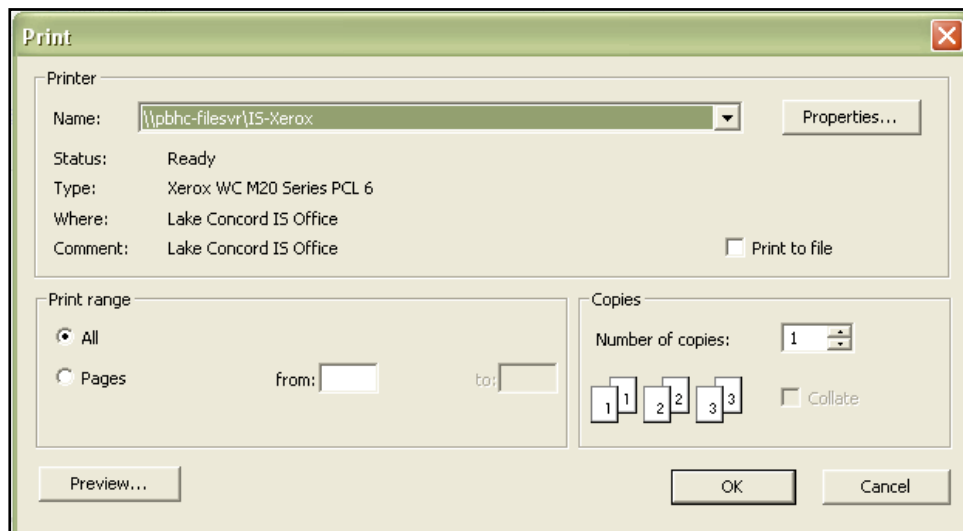 Print
Printer
Name: \\pbhc-filesvr\IS-Xerox Properties...
Status: Ready
Type: Xerox WC M20 Series PCL 6
Where: Lake Concord IS Office
Comment: Lake Concord IS Office Print to file
Print range
All
Pages from: to:
Copies
Number of copies: 1
1 1 2 2 3 3 Collate
Preview... OK Cancel